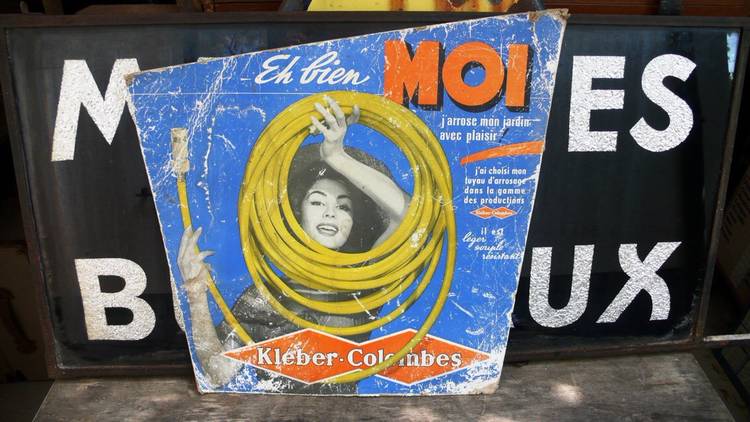 Eh bien
MOI
j'arrose mon jardin
avec plaisir !
j'ai choisi mon
tuyau d'arrosage
dans la gamme
des productions
Kleber-Colombes
il est
léger
souple
résistant
Kleber-Colombes
M
ES
B
UX